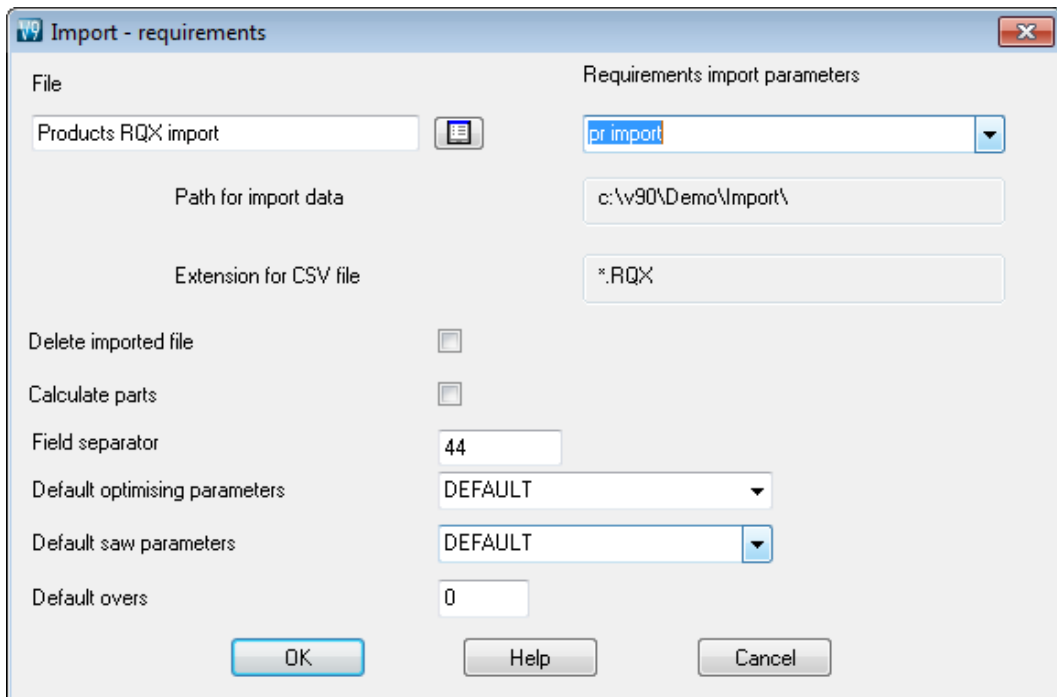 V9 Import - requirements
File
Requirements import parameters
Products RQX import
pr import
Path for import data
c:\v90\Demo\Import\
Extension for CSV file
*.RQX
Delete imported file
Calculate parts
Field separator
44
Default optimising parameters
DEFAULT
Default saw parameters
DEFAULT
Default overs
0
OK
Help
Cancel